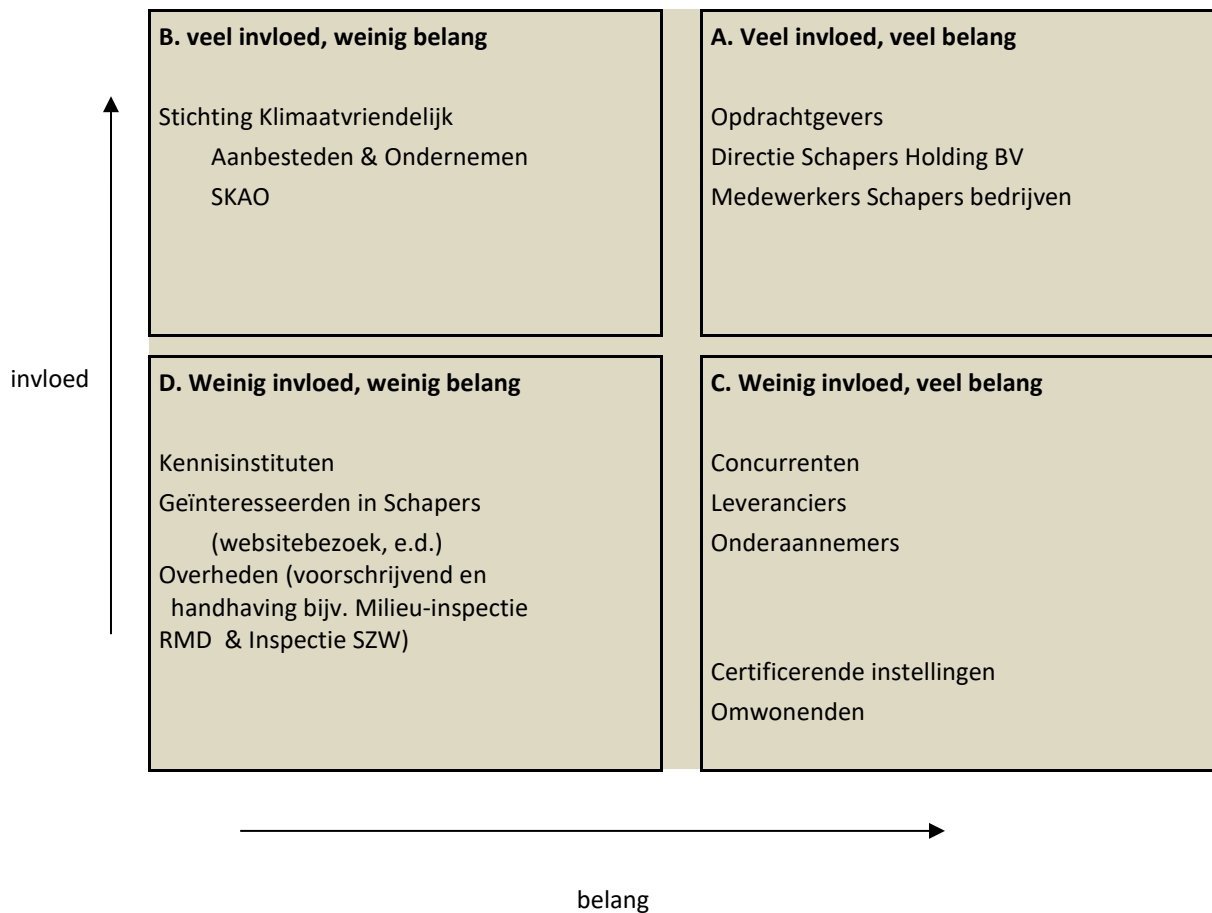 B. veel invloed, weinig belang
Stichting Klimaatvriendelijk
Aanbesteden & Ondernemen
SKAO
A. Veel invloed, veel belang
Opdrachtgevers
Directie Schapers Holding BV
Medewerkers Schapers bedrijven
invloed
D. Weinig invloed, weinig belang
Kennisinstituten
Geïnteresseerden in Schapers
(websitebezoek, e.d.)
Overheden (voorschrijvend en
handhaving bijv. Milieu-inspectie
RMD & Inspectie SZW)
C. Weinig invloed, veel belang
Concurrenten
Leveranciers
Onderaannemers
Certificerende instellingen
Omwonenden
belang